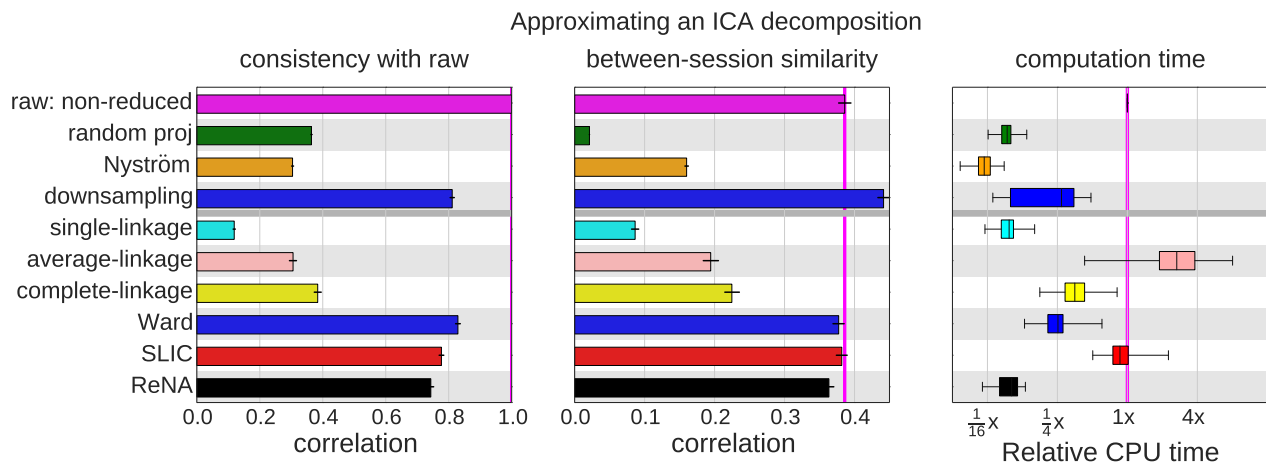 Approximating an ICA decomposition
consistency with raw
between-session similarity
computation time
raw: non-reduced
random proj
Nyström
downsampling
single-linkage
average-linkage
complete-linkage
Ward
SLIC
ReNA
0.0 0.2 0.4 0.6 0.8 1.0
0.0 0.1 0.2 0.3 0.4
1/16x 1/4x 1x 4x
correlation
correlation
Relative CPU time